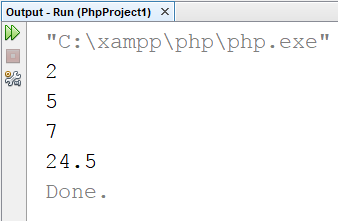 Output - Run (PhpProject1)
"C:\xampp\php\php.exe"
2
5
7
24.5
Done.